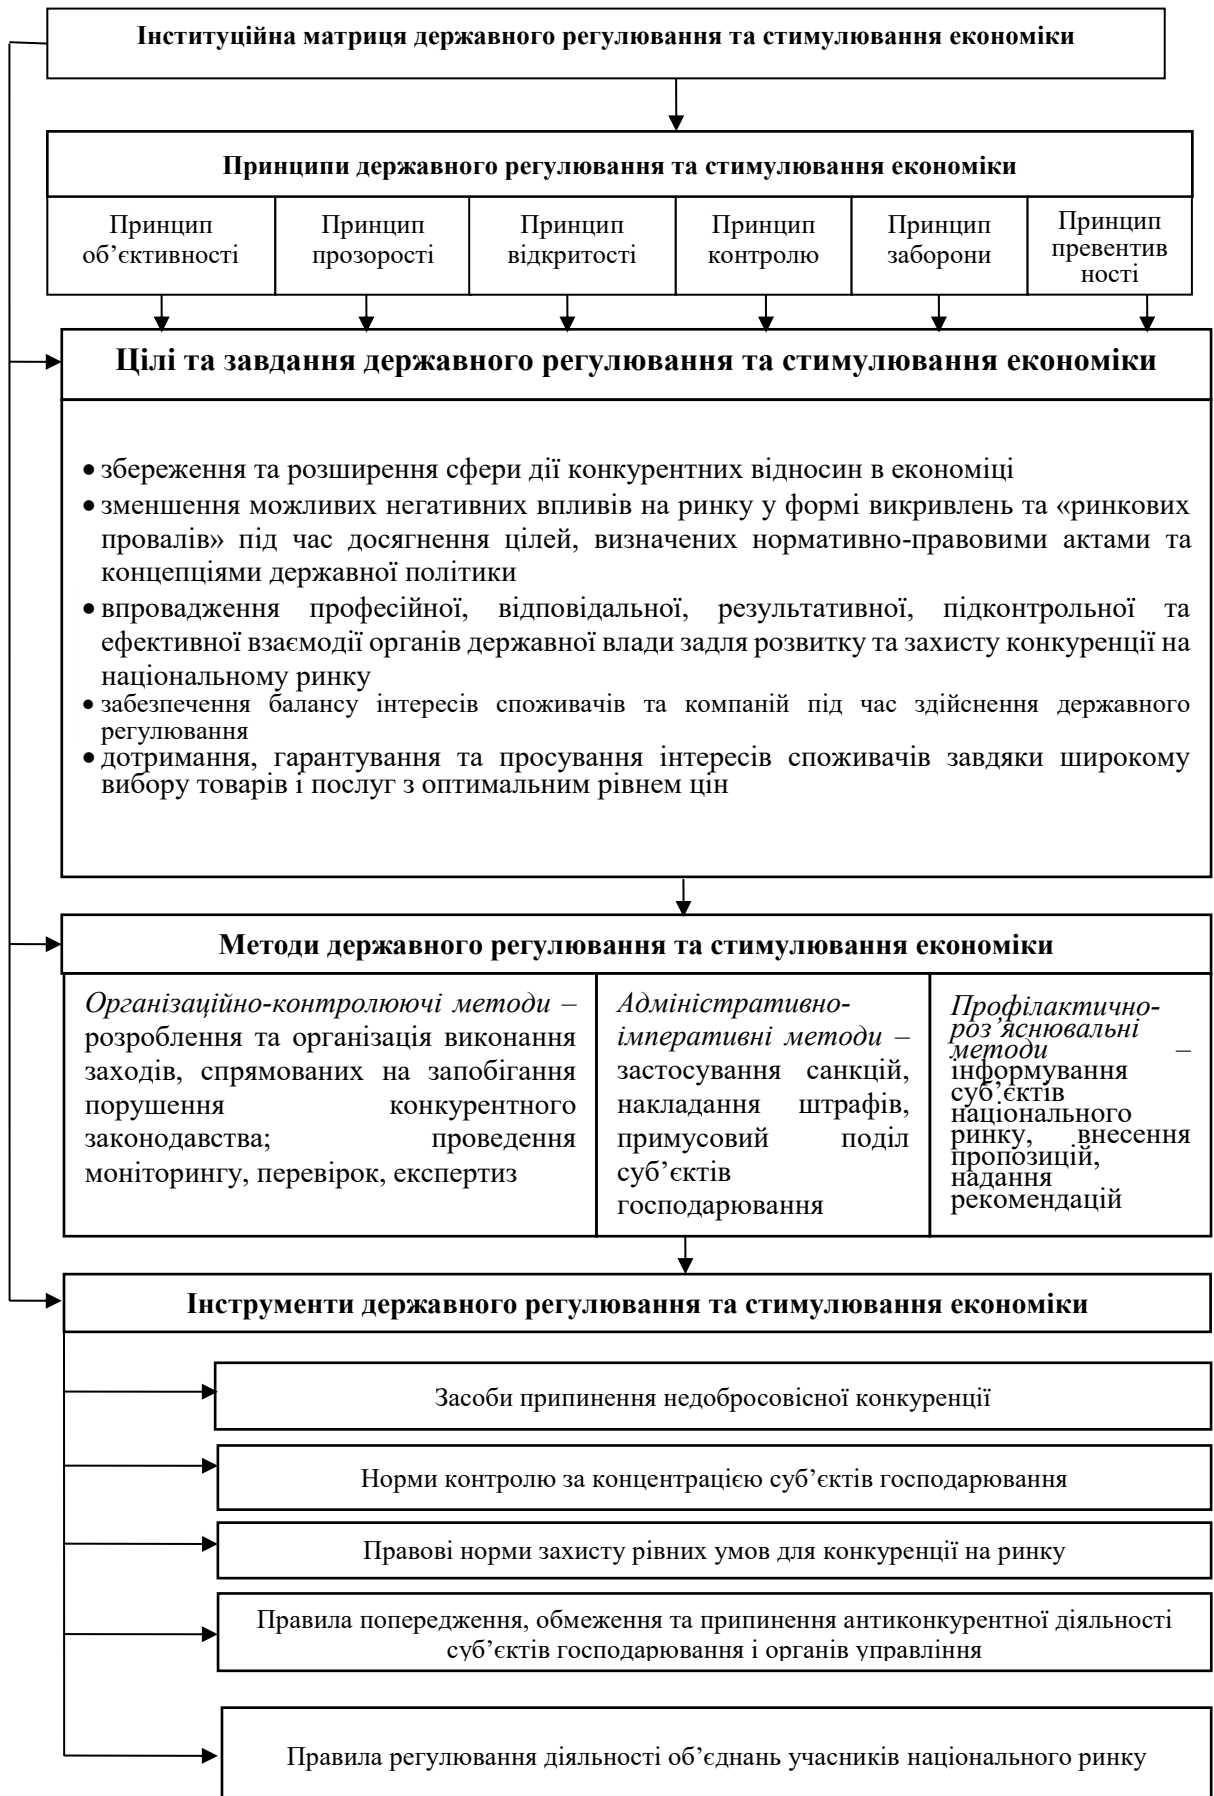 Інституційна матриця державного регулювання та стимулювання економіки
Принципи державного регулювання та стимулювання економіки
Принцип
об’єктивності
Принцип
прозорості
Принцип
відкритості
Принцип
контролю
Принцип
заборони
Принцип
превентив
ності
Цілі та завдання державного регулювання та стимулювання економіки
• збереження та розширення сфери дії конкурентних відносин в економіці
• зменшення можливих негативних впливів на ринку у формі викривлень та «ринкових
провалів» під час досягнення цілей, визначених нормативно-правовими актами та
концепціями державної політики
• впровадження професійної, відповідальної, результативної, підконтрольної та
ефективної взаємодії органів державної влади задля розвитку та захисту конкуренції на
національному ринку
• забезпечення балансу інтересів споживачів та компаній під час здійснення державного
регулювання
• дотримання, гарантування та просування інтересів споживачів завдяки широкому
вибору товарів і послуг з оптимальним рівнем цін
Методи державного регулювання та стимулювання економіки
Організаційно-контролюючі методи –
розроблення та організація виконання
заходів, спрямованих на запобігання
порушення конкурентного
законодавства; проведення
моніторингу, перевірок, експертиз
Адміністративно-
імперативні методи –
застосування санкцій,
накладання штрафів,
примусовий поділ
суб’єктів
господарювання
Профілактично-
роз’яснювальні
методи –
інформування
суб’єктів
національного
ринку, внесення
пропозицій,
надання
рекомендацій
Інструменти державного регулювання та стимулювання економіки
Засоби припинення недобросовісної конкуренції
Норми контролю за концентрацією суб’єктів господарювання
Правові норми захисту рівних умов для конкуренції на ринку
Правила попередження, обмеження та припинення антиконкурентної діяльності
суб’єктів господарювання і органів управління
Правила регулювання діяльності об’єднань учасників національного ринку